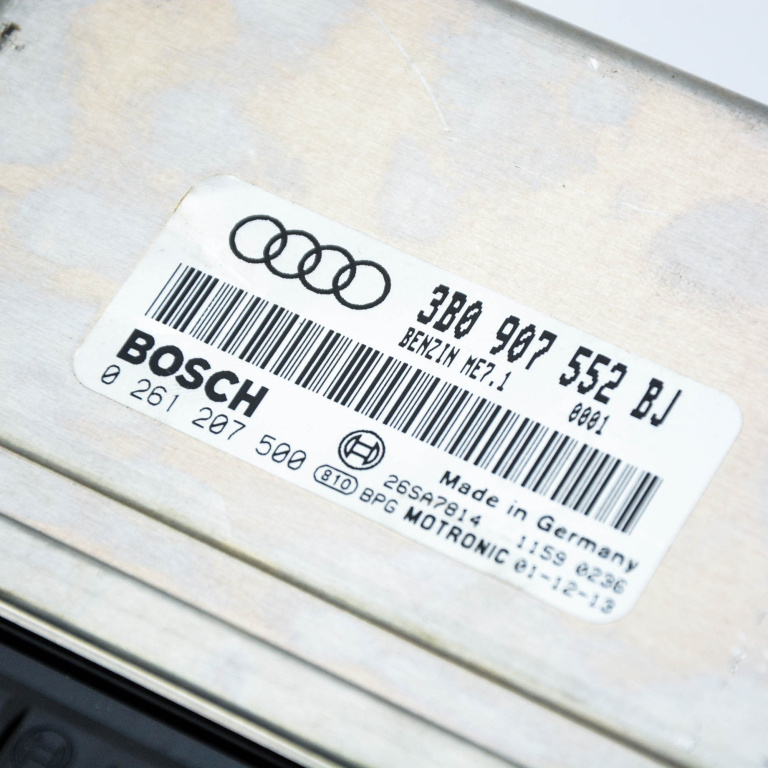 3B0 907 552 BJ
BENZIN ME7.1 0001
BOSCH
0 261 207 500
Made in Germany
810 26SA7814 1159 0236
BPG MOTRONIC 01-12-13